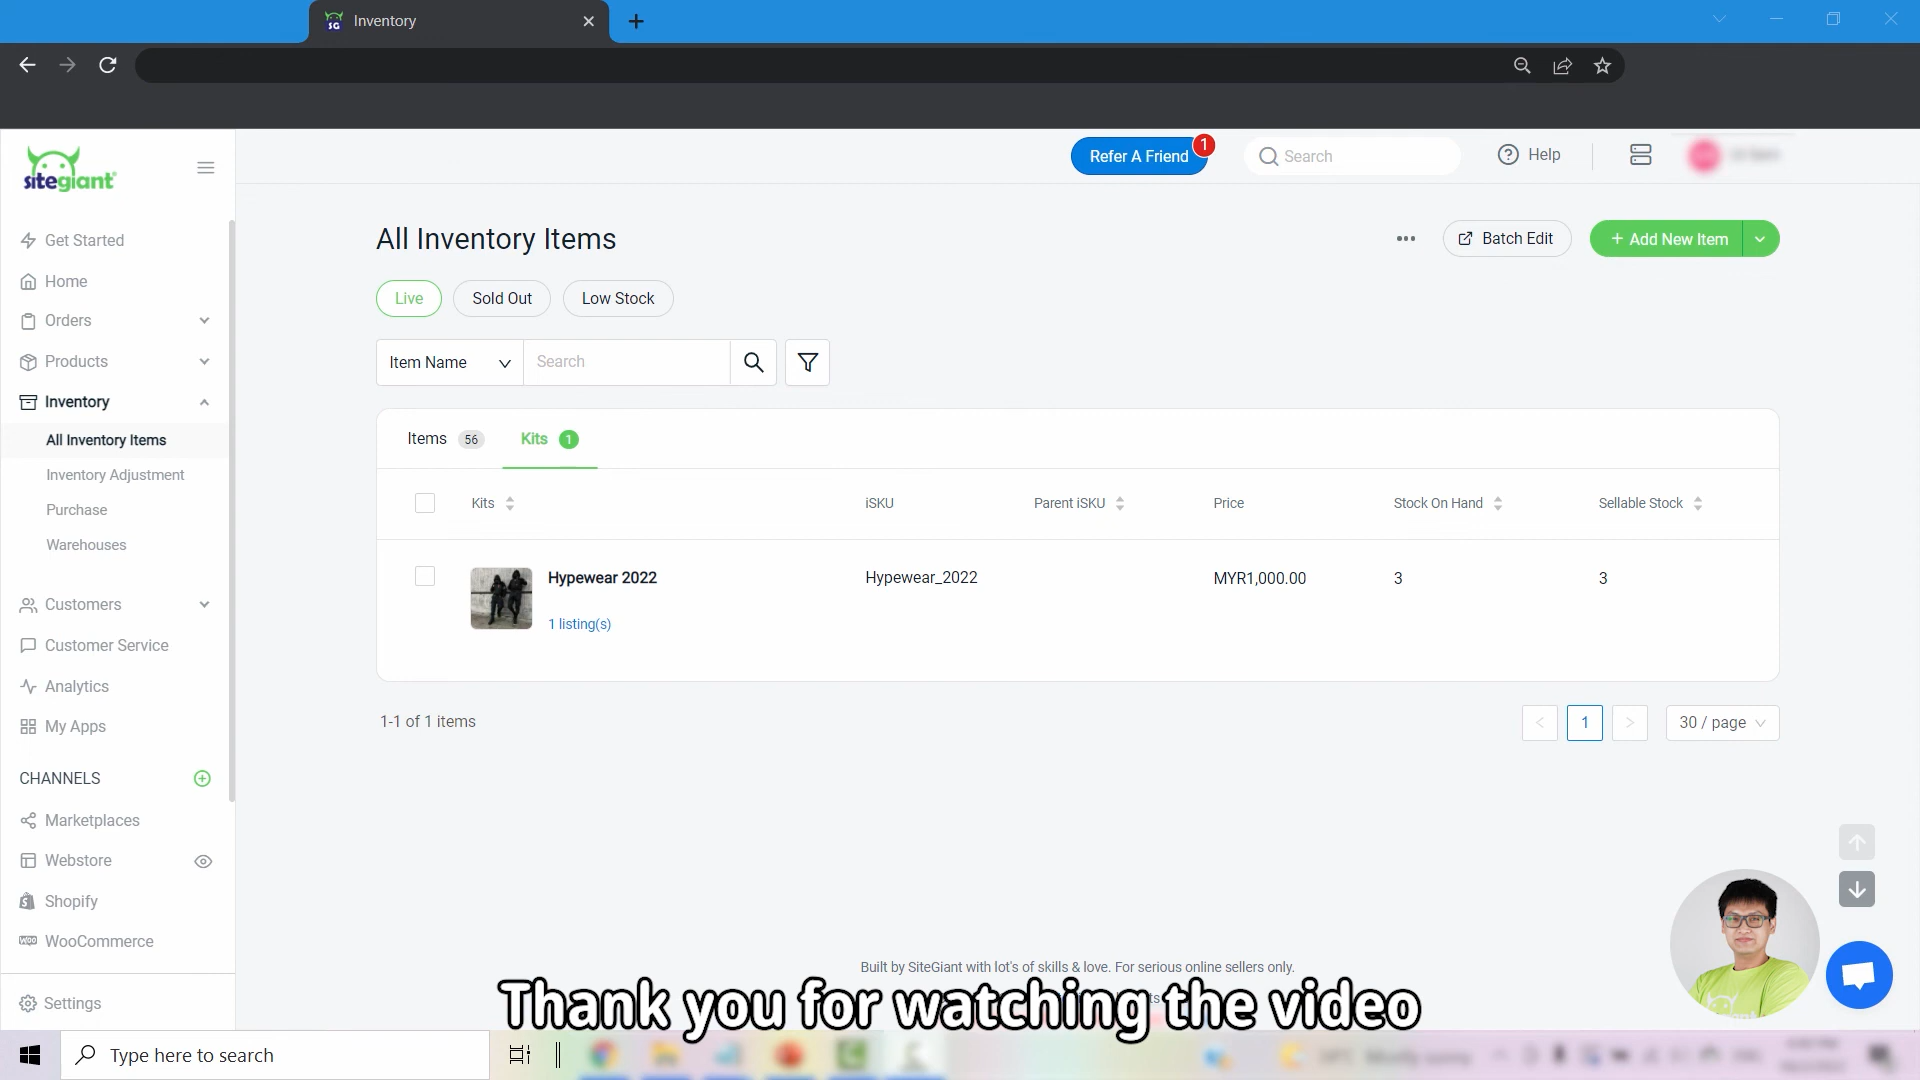 Inventory
sitegiant
Refer A Friend
1
Search
Help
Get Started
Home
Orders
Products
Inventory
All Inventory Items
Inventory Adjustment
Purchase
Warehouses
Customers
Customer Service
Analytics
My Apps
CHANNELS
Marketplaces
Webstore
Shopify
WooCommerce
Settings
All Inventory Items
Batch Edit
+ Add New Item
Live
Sold Out
Low Stock
Item Name
Search
Items 56
Kits 1
Kits
iSKU
Parent iSKU
Price
Stock On Hand
Sellable Stock
Hypewear 2022
Hypewear_2022
MYR1,000.00
3
3
1 listing(s)
1-1 of 1 items
<
1
>
30 / page
Built by SiteGiant with lot's of skills & love. For serious online sellers only.
Thank you for watching the video
Type here to search